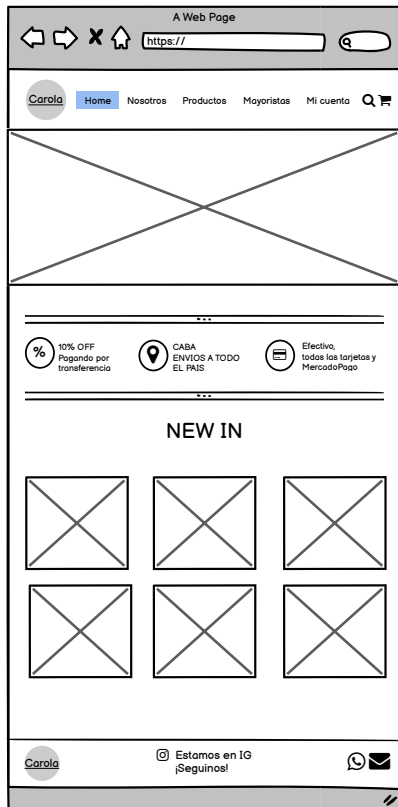 A Web Page
https://
Carola
Home
Nosotros
Productos
Mayoristas
Mi cuenta
%
10% OFF
Pagando por
transferencia
CABA
ENVIOS A TODO
EL PAIS
Efectivo,
todas las tarjetas y
MercadoPago
NEW IN
Carola
Estamos en IG
¡Seguinos!